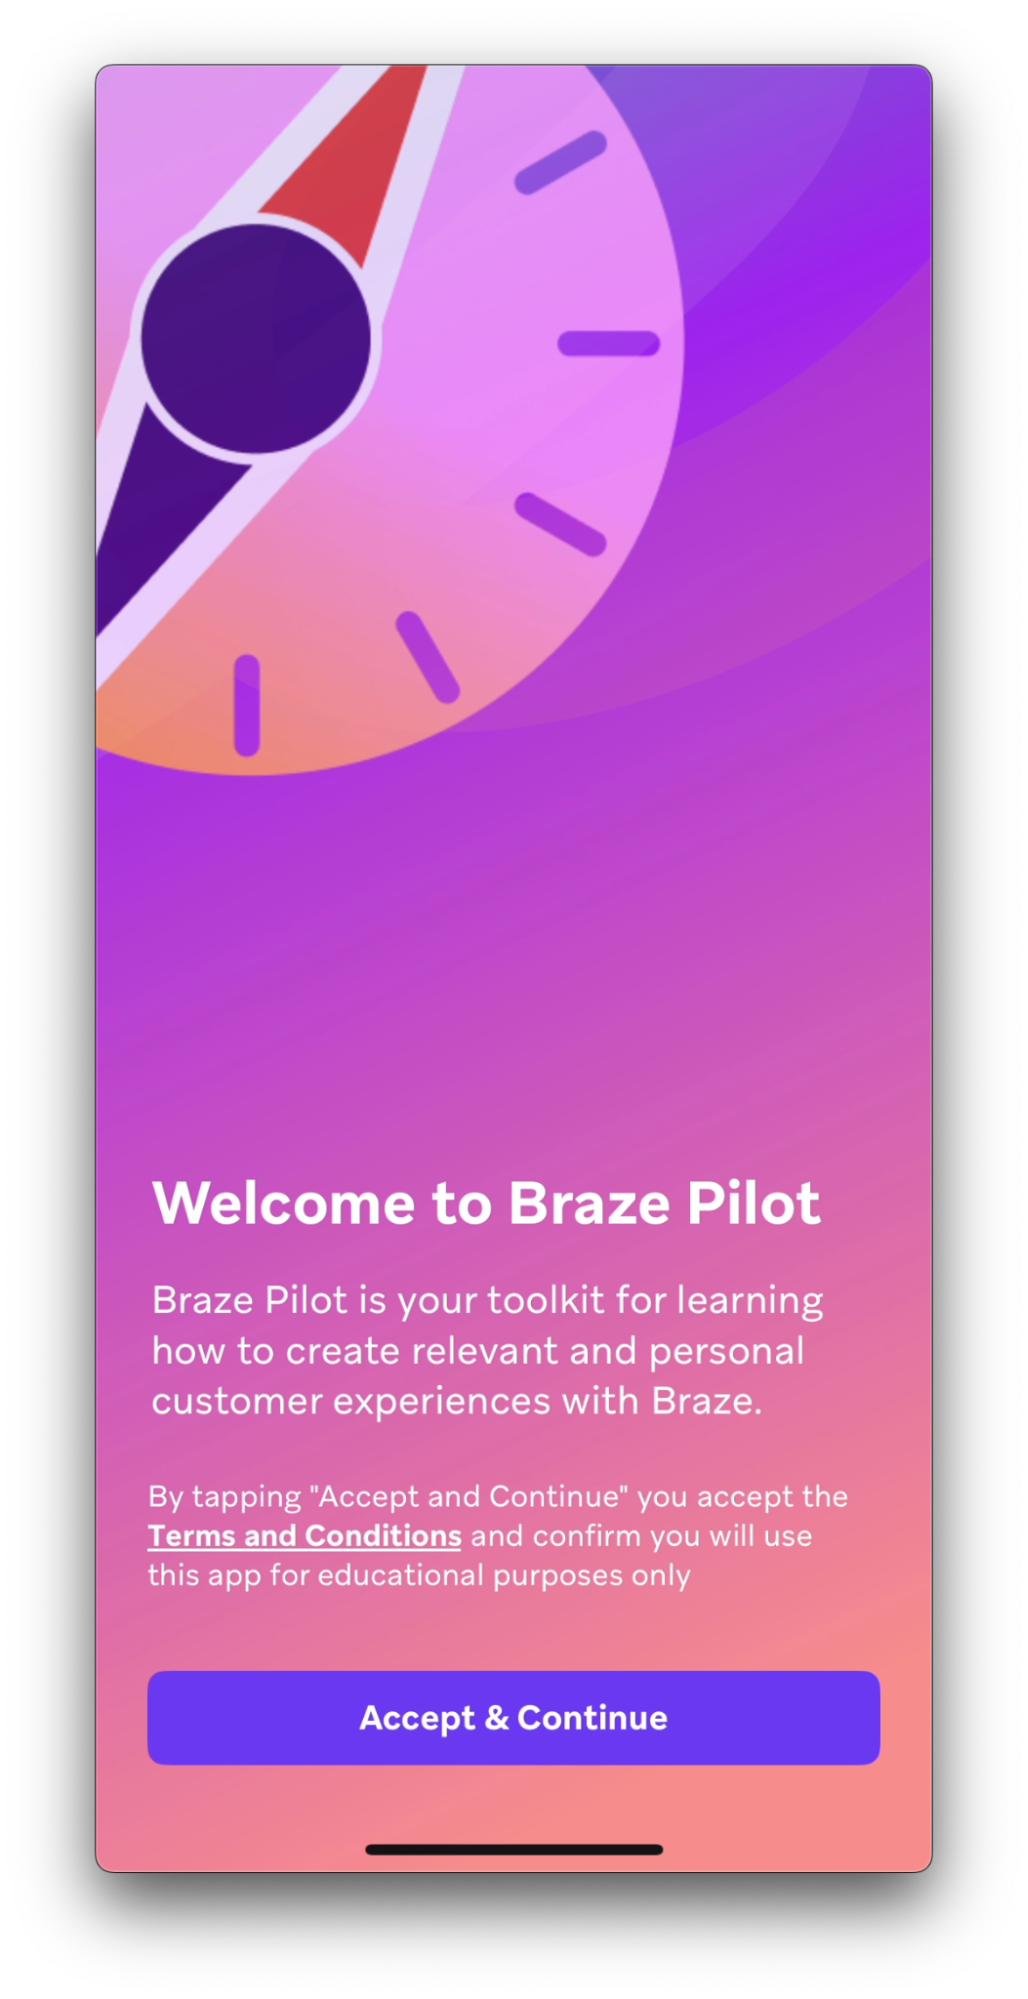 Welcome to Braze Pilot
Braze Pilot is your toolkit for learning
how to create relevant and personal
customer experiences with Braze.
By tapping "Accept and Continue" you accept the
Terms and Conditions and confirm you will use
this app for educational purposes only
Accept & Continue